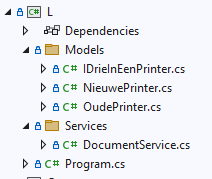 L
Dependencies
Models
C# IDrieInEenPrinter.cs
C# NieuwePrinter.cs
C# OudePrinter.cs
Services
C# DocumentService.cs
C# Program.cs